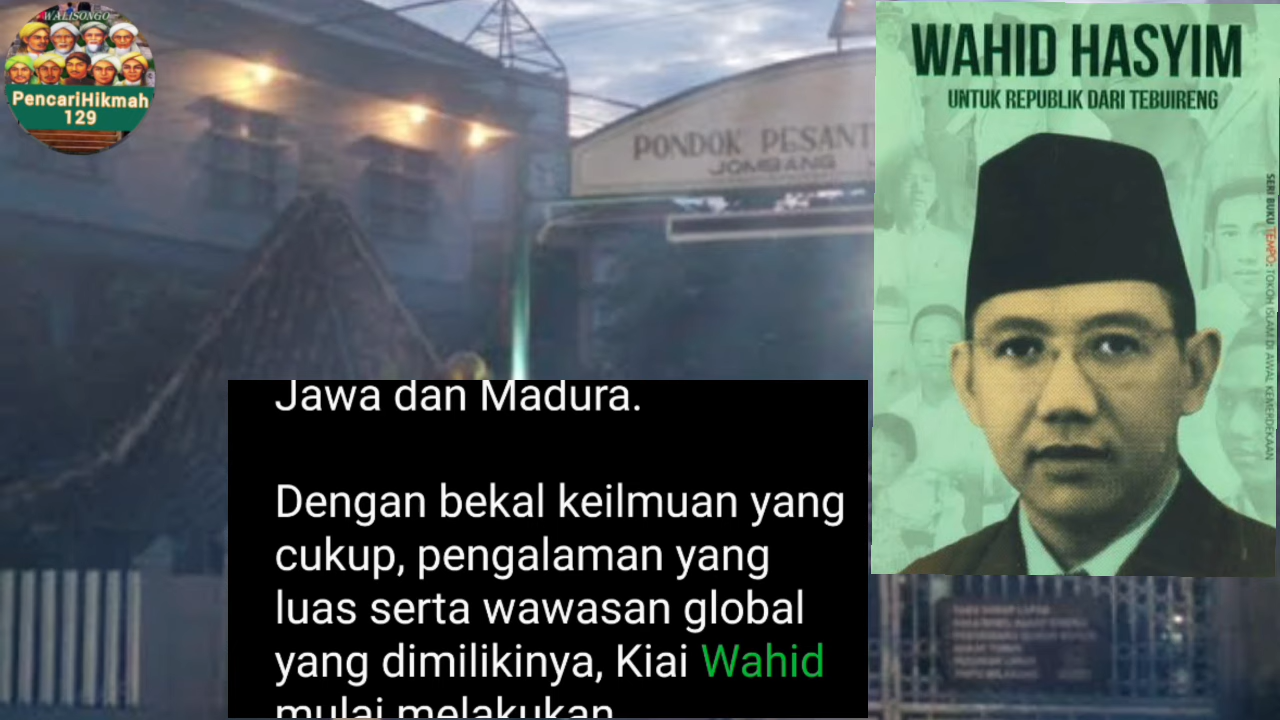 WALISONGO
PencariHikmah
129
PONDOK PESANT
JOMBANG
WAHID HASYIM
UNTUK REPUBLIK DARI TEBUIRENG
SERI BUKU TEMPO: TOKOH ISLAM DI AWAL KEMERDEKAAN
Jawa dan Madura.
Dengan bekal keilmuan yang
cukup, pengalaman yang
luas serta wawasan global
yang dimilikinya, Kiai Wahid
mulai melakukan